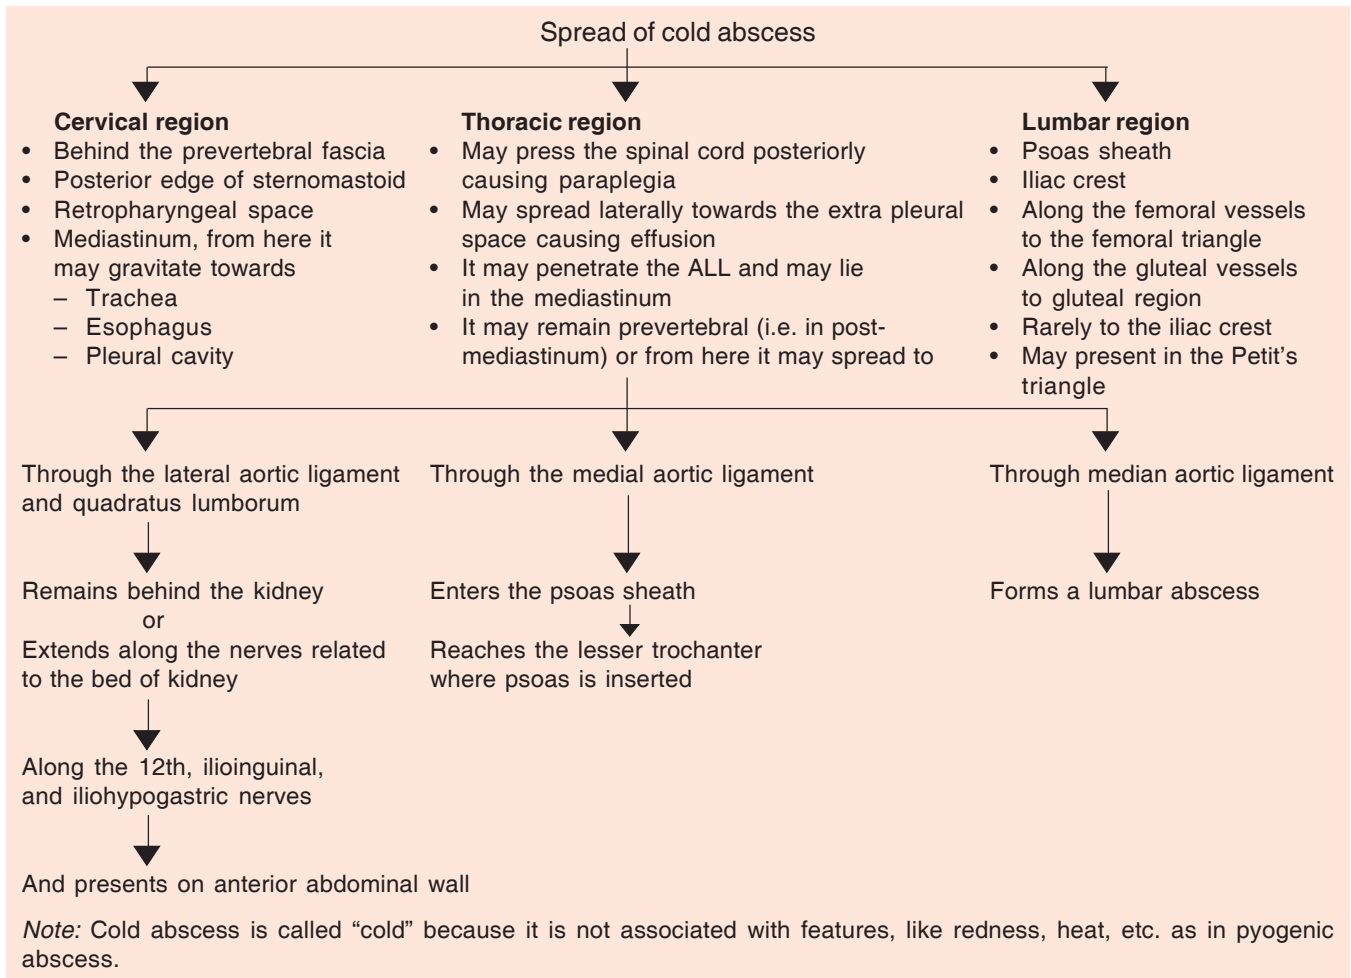 Spread of cold abscess
Cervical region
• Behind the prevertebral fascia
• Posterior edge of sternomastoid
• Retropharyngeal space
• Mediastinum, from here it
may gravitate towards
– Trachea
– Esophagus
– Pleural cavity
Thoracic region
• May press the spinal cord posteriorly
causing paraplegia
• May spread laterally towards the extra pleural
space causing effusion
• It may penetrate the ALL and may lie
in the mediastinum
• It may remain prevertebral (i.e. in post-
mediastinum) or from here it may spread to
Lumbar region
• Psoas sheath
• Iliac crest
• Along the femoral vessels
to the femoral triangle
• Along the gluteal vessels
to gluteal region
• Rarely to the iliac crest
• May present in the Petit's
triangle
Through the lateral aortic ligament
and quadratus lumborum
Remains behind the kidney
or
Extends along the nerves related
to the bed of kidney
Along the 12th, ilioinguinal,
and iliohypogastric nerves
And presents on anterior abdominal wall
Through the medial aortic ligament
Enters the psoas sheath
Reaches the lesser trochanter
where psoas is inserted
Through median aortic ligament
Forms a lumbar abscess
Note: Cold abscess is called “cold” because it is not associated with features, like redness, heat, etc. as in pyogenic
abscess.